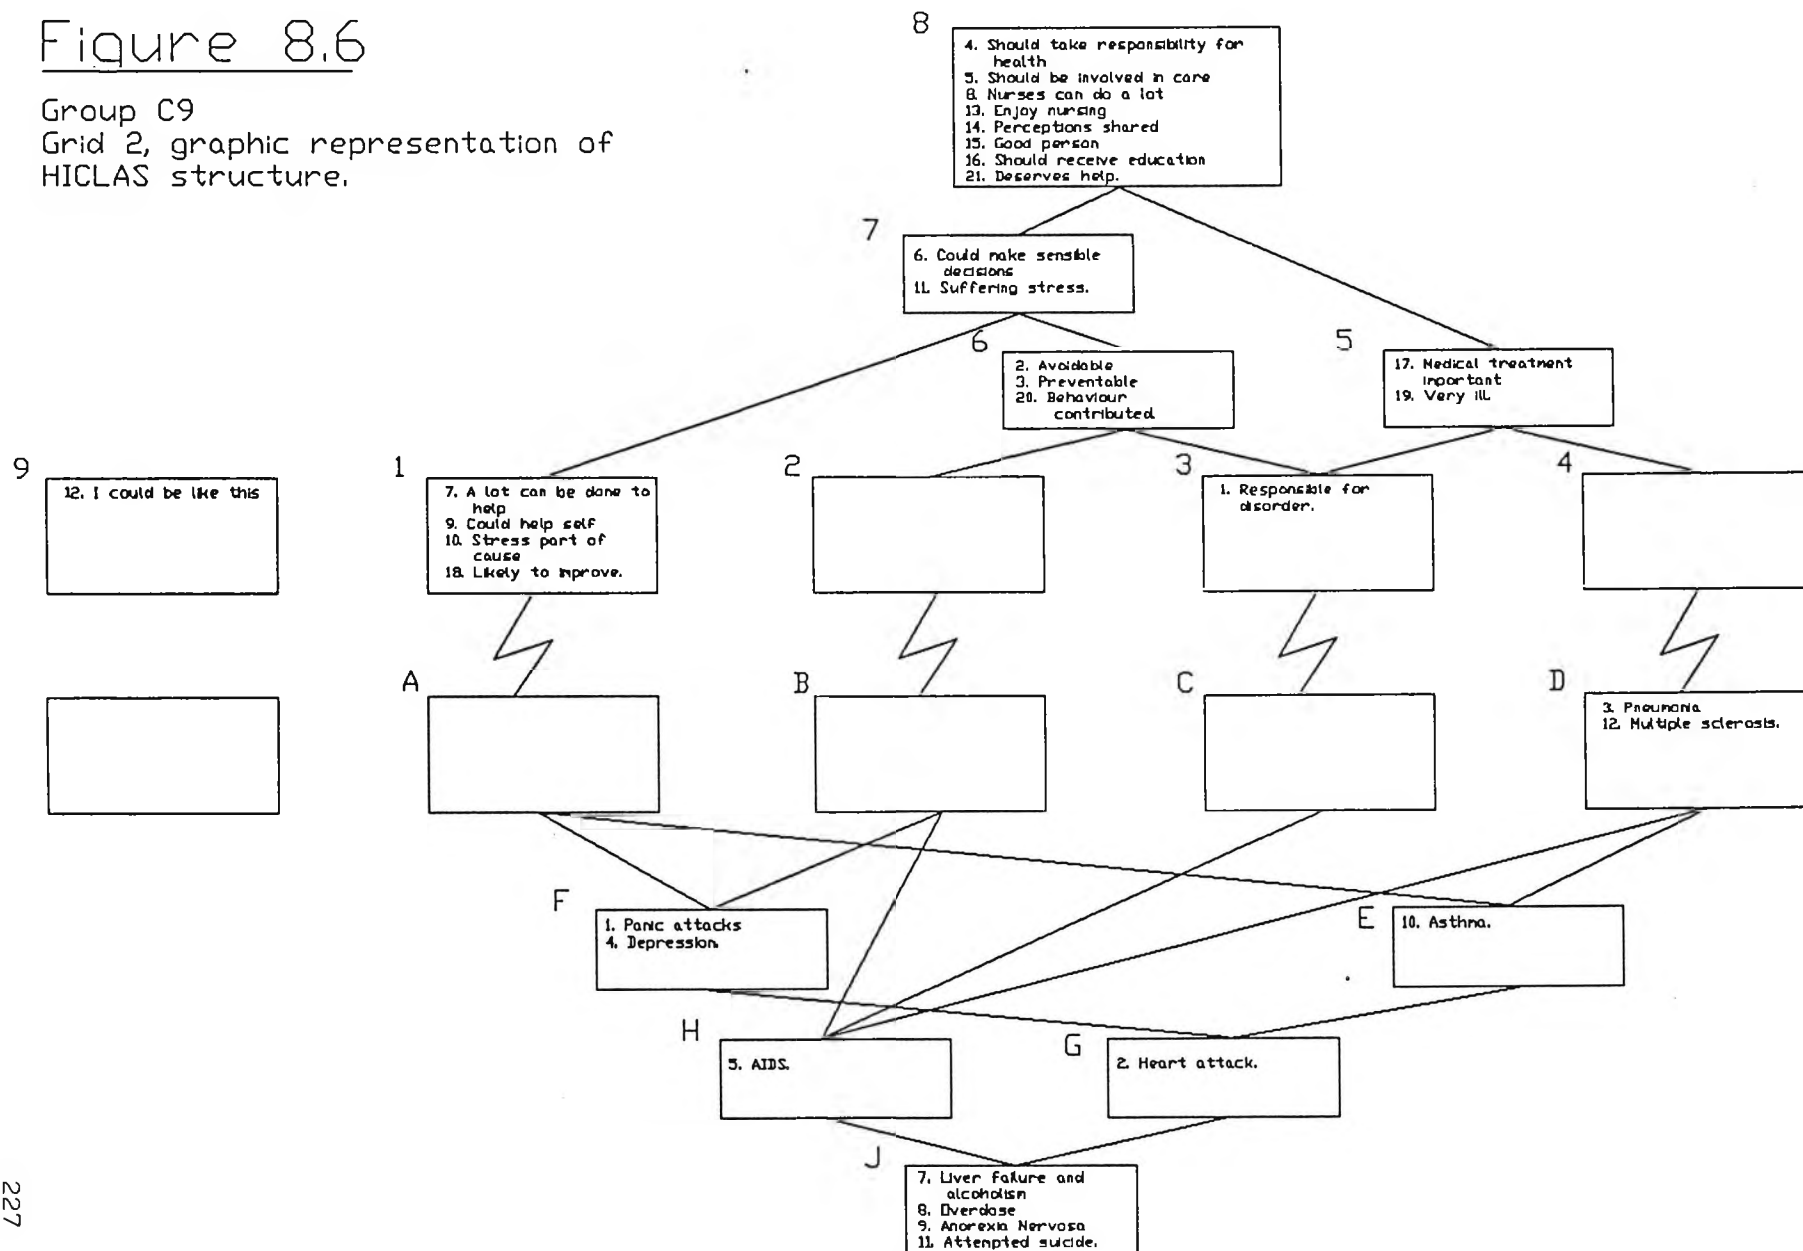 Figure 8.6
Group C9
Grid 2, graphic representation of
HICLAS structure.
8
4. Should take responsibility for
health
5. Should be involved in care
8. Nurses can do a lot
13. Enjoy nursing
14. Perceptions shared
15. Good person
16. Should receive education
21. Deserves help.
7
6. Could make sensible
decisions
11. Suffering stress.
6
2. Avoidable
3. Preventable
20. Behaviour
contributed.
5
17. Medical treatment
important
19. Very ill.
9
12. I could be like this
1
7. A lot can be done to
help
9. Could help self
10. Stress part of
cause
18. Likely to improve.
2
3
1. Responsible for
disorder.
4
A
B
C
D
3. Pneumonia
12. Multiple sclerosis.
F
1. Panic attacks
4. Depression.
E
10. Asthma.
H
5. AIDS.
G
2. Heart attack.
J
7. Liver failure and
alcoholism
8. Overdose
9. Anorexia Nervosa
11. Attempted suicide.
227